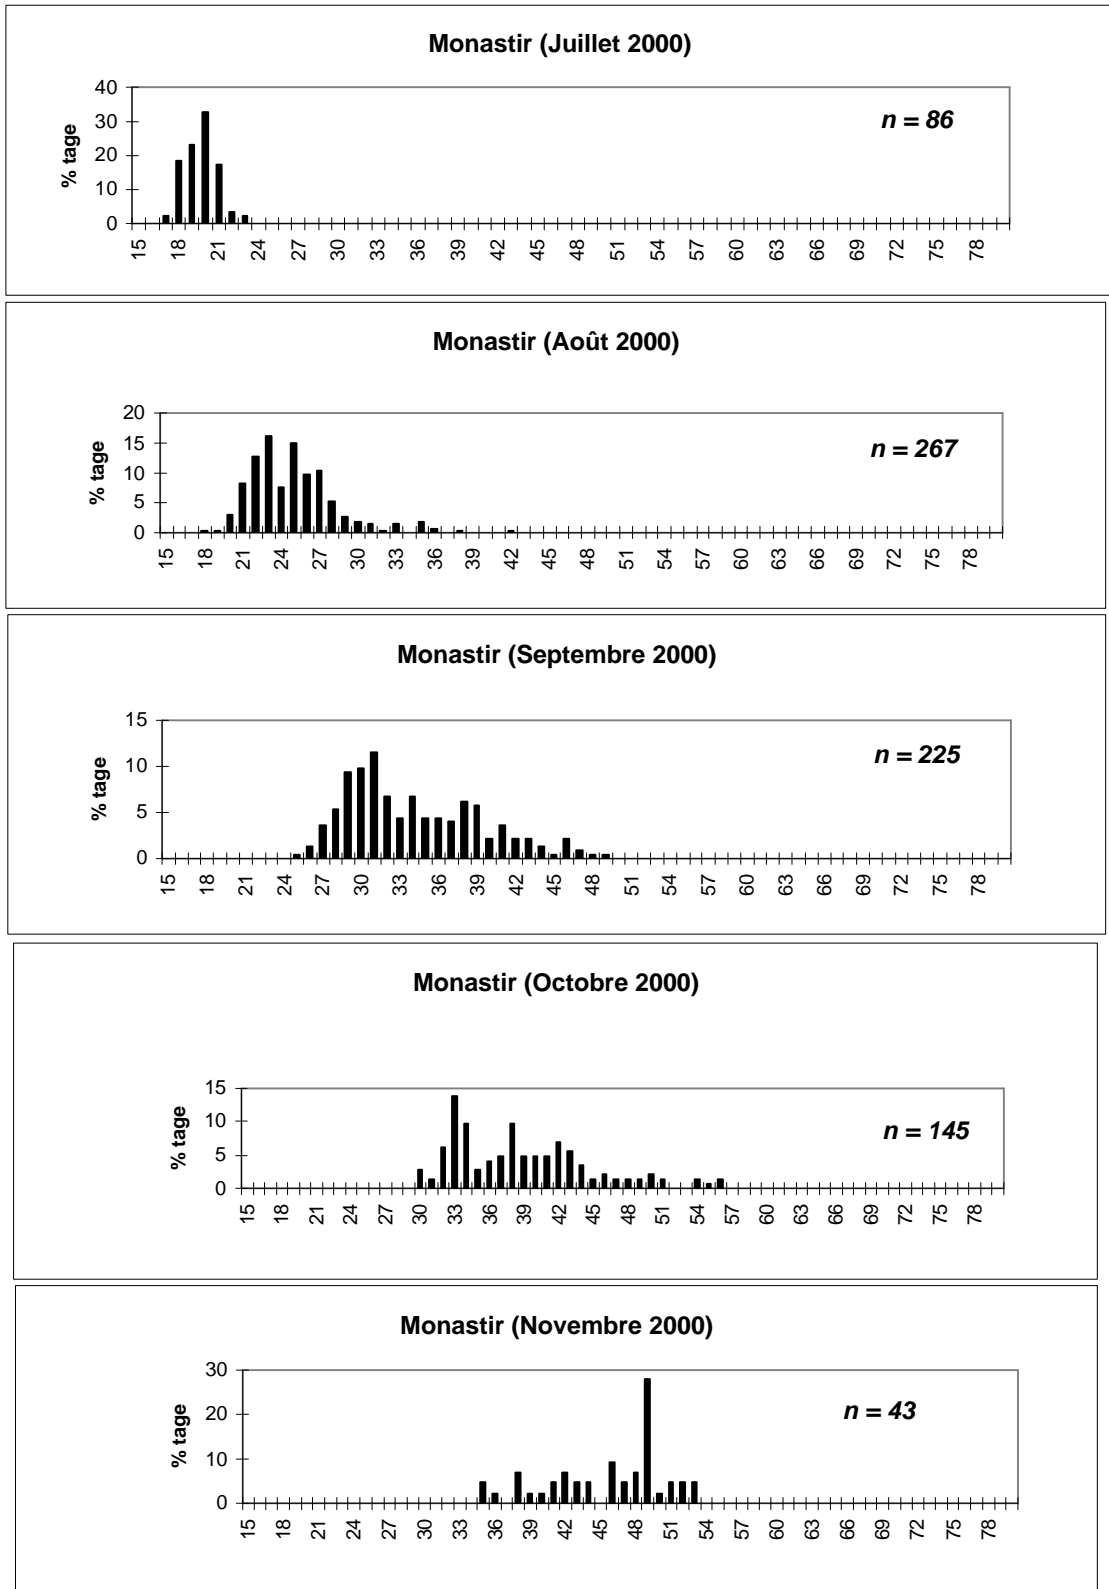 Monastir (Juillet 2000)
40
30
20
10
0
% tage
n = 86
15 18 21 24 27 30 33 36 39 42 45 48 51 54 57 60 63 66 69 72 75 78
Monastir (Août 2000)
20
15
10
5
0
% tage
n = 267
15 18 21 24 27 30 33 36 39 42 45 48 51 54 57 60 63 66 69 72 75 78
Monastir (Septembre 2000)
15
10
5
0
% tage
n = 225
15 18 21 24 27 30 33 36 39 42 45 48 51 54 57 60 63 66 69 72 75 78
Monastir (Octobre 2000)
15
10
5
0
% tage
n = 145
15 18 21 24 27 30 33 36 39 42 45 48 51 54 57 60 63 66 69 72 75 78
Monastir (Novembre 2000)
30
20
10
0
% tage
n = 43
15 18 21 24 27 30 33 36 39 42 45 48 51 54 57 60 63 66 69 72 75 78